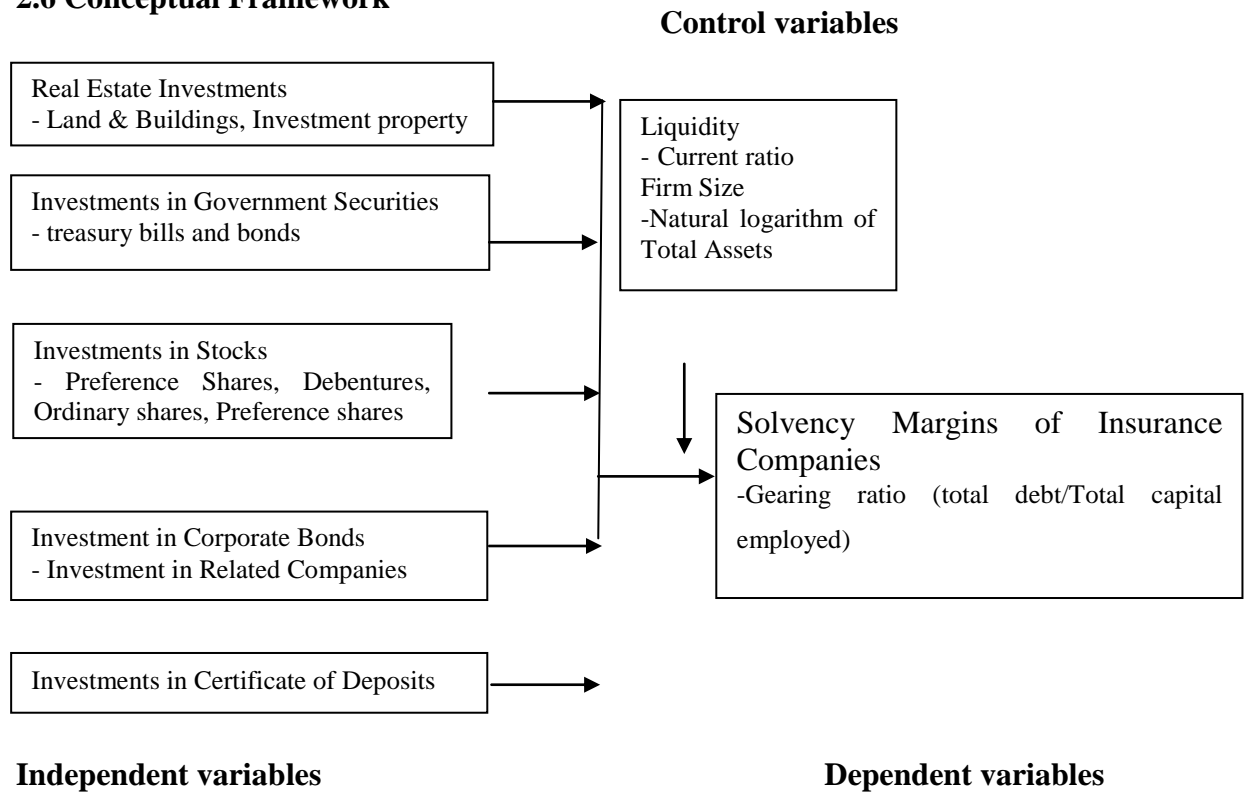 2.6 Conceptual Framework
Control variables
Real Estate Investments
- Land & Buildings, Investment property
Investments in Government Securities
- treasury bills and bonds
Investments in Stocks
- Preference Shares, Debentures,
Ordinary shares, Preference shares
Investment in Corporate Bonds
- Investment in Related Companies
Investments in Certificate of Deposits
Liquidity
- Current ratio
Firm Size
-Natural logarithm of
Total Assets
Solvency Margins of Insurance
Companies
-Gearing ratio (total debt/Total capital
employed)
Independent variables
Dependent variables